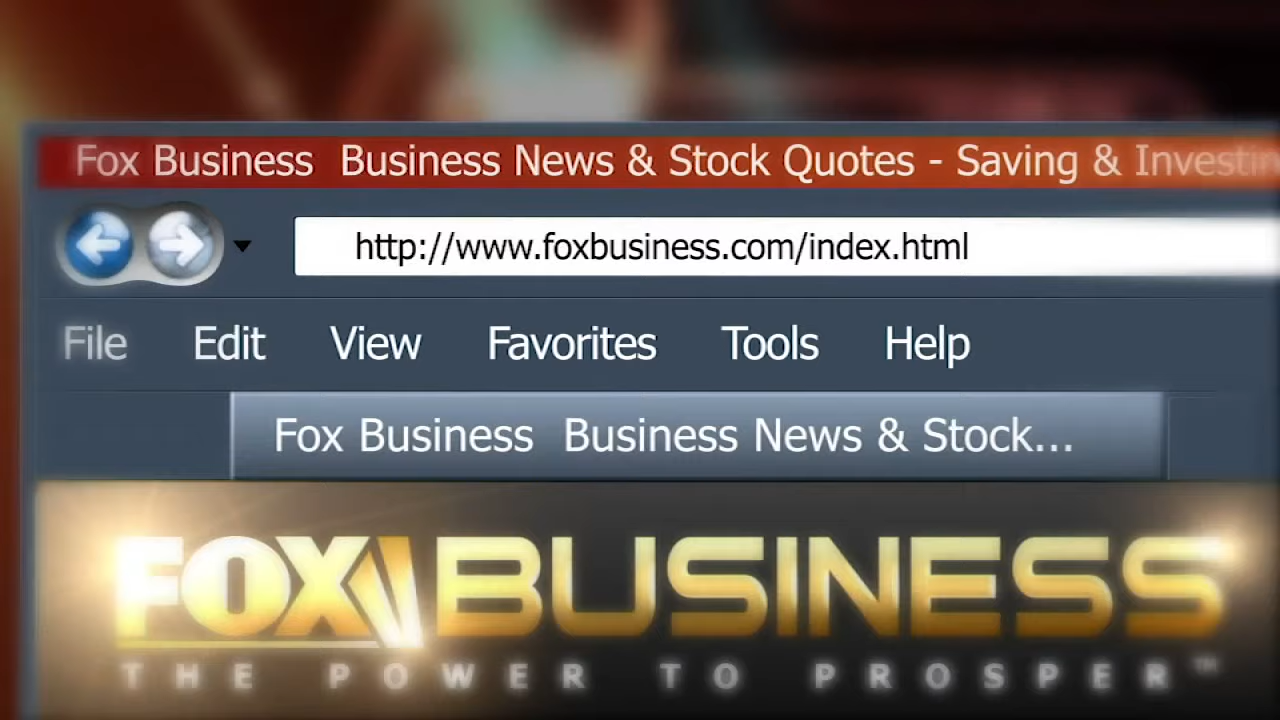 Fox Business Business News & Stock Quotes - Saving & Investin
http://www.foxbusiness.com/index.html
File Edit View Favorites Tools Help
Fox Business Business News & Stock...
FOX BUSINESS
THE POWER TO PROSPER™